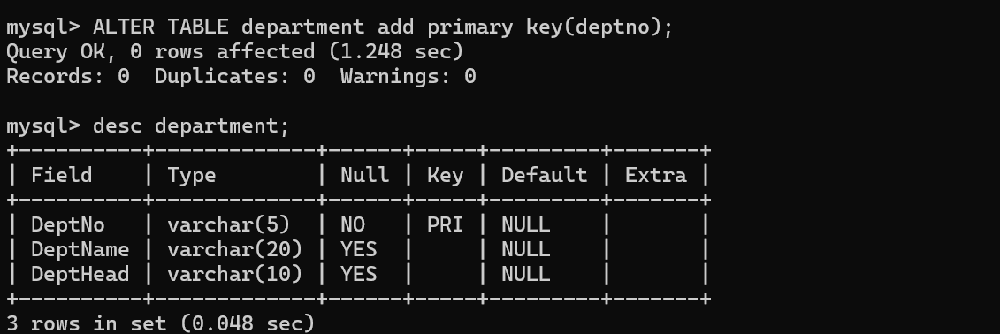 mysql> ALTER TABLE department add primary key(deptno);
Query OK, 0 rows affected (1.248 sec)
Records: 0  Duplicates: 0  Warnings: 0

mysql> desc department;
+----------+-------------+------+-----+---------+-------+
| Field    | Type        | Null | Key | Default | Extra |
+----------+-------------+------+-----+---------+-------+
| DeptNo   | varchar(5)  | NO   | PRI | NULL    |       |
| DeptName | varchar(20) | YES  |     | NULL    |       |
| DeptHead | varchar(10) | YES  |     | NULL    |       |
+----------+-------------+------+-----+---------+-------+
3 rows in set (0.048 sec)